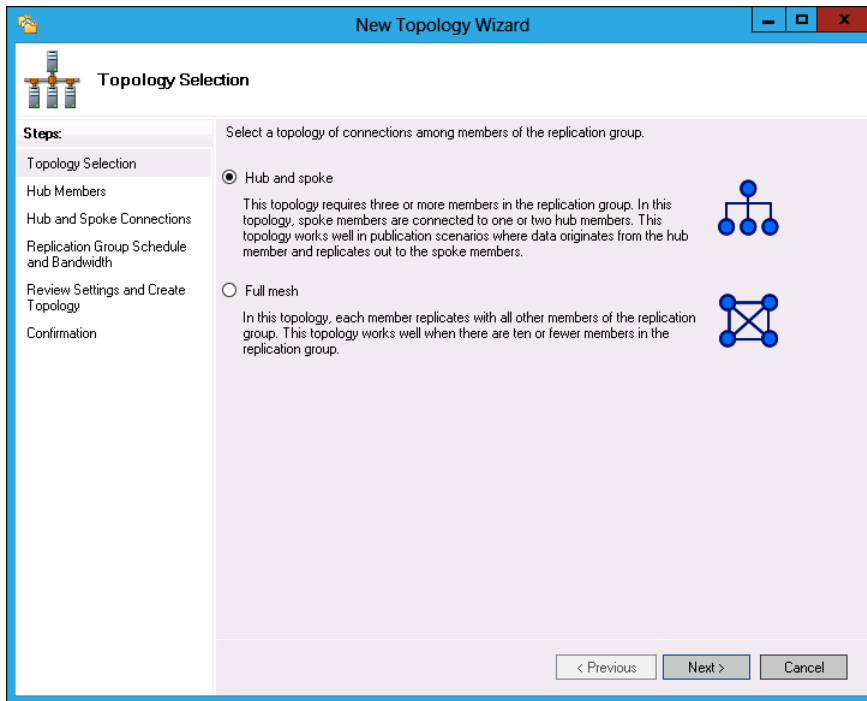 New Topology Wizard
Topology Selection
Steps:
Topology Selection
Hub Members
Hub and Spoke Connections
Replication Group Schedule
and Bandwidth
Review Settings and Create
Topology
Confirmation
Select a topology of connections among members of the replication group.
Hub and spoke
This topology requires three or more members in the replication group. In this
topology, spoke members are connected to one or two hub members. This
topology works well in publication scenarios where data originates from the hub
member and replicates out to the spoke members.
Full mesh
In this topology, each member replicates with all other members of the replication
group. This topology works well when there are ten or fewer members in the
replication group.
< Previous
Next >
Cancel